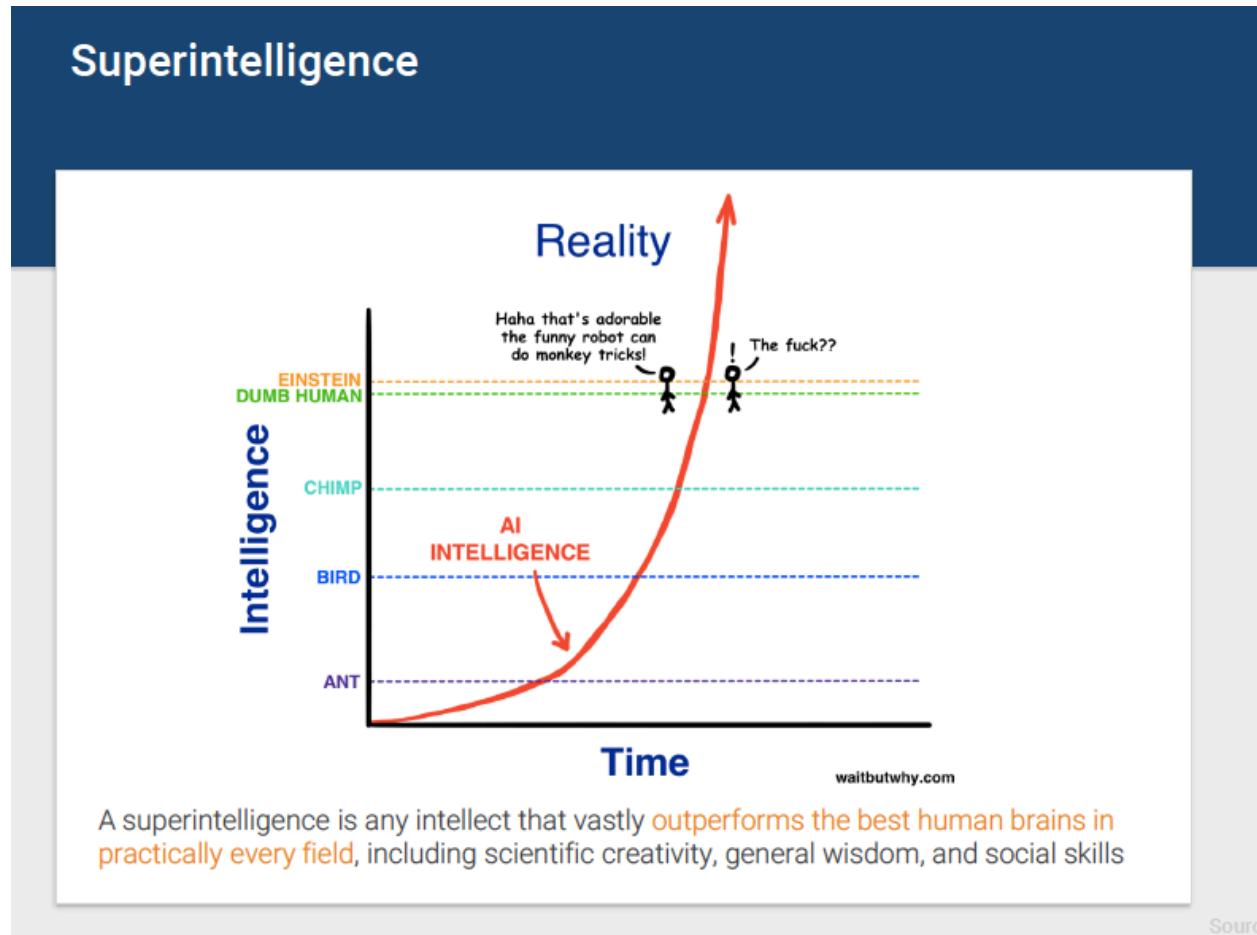 Superintelligence
Reality
Haha that's adorable
the funny robot can
do monkey tricks!
!
The fuck??
EINSTEIN
DUMB HUMAN
CHIMP
AI
INTELLIGENCE
BIRD
ANT
Intelligence
Time
waitbutwhy.com
A superintelligence is any intellect that vastly outperforms the best human brains in
practically every field, including scientific creativity, general wisdom, and social skills